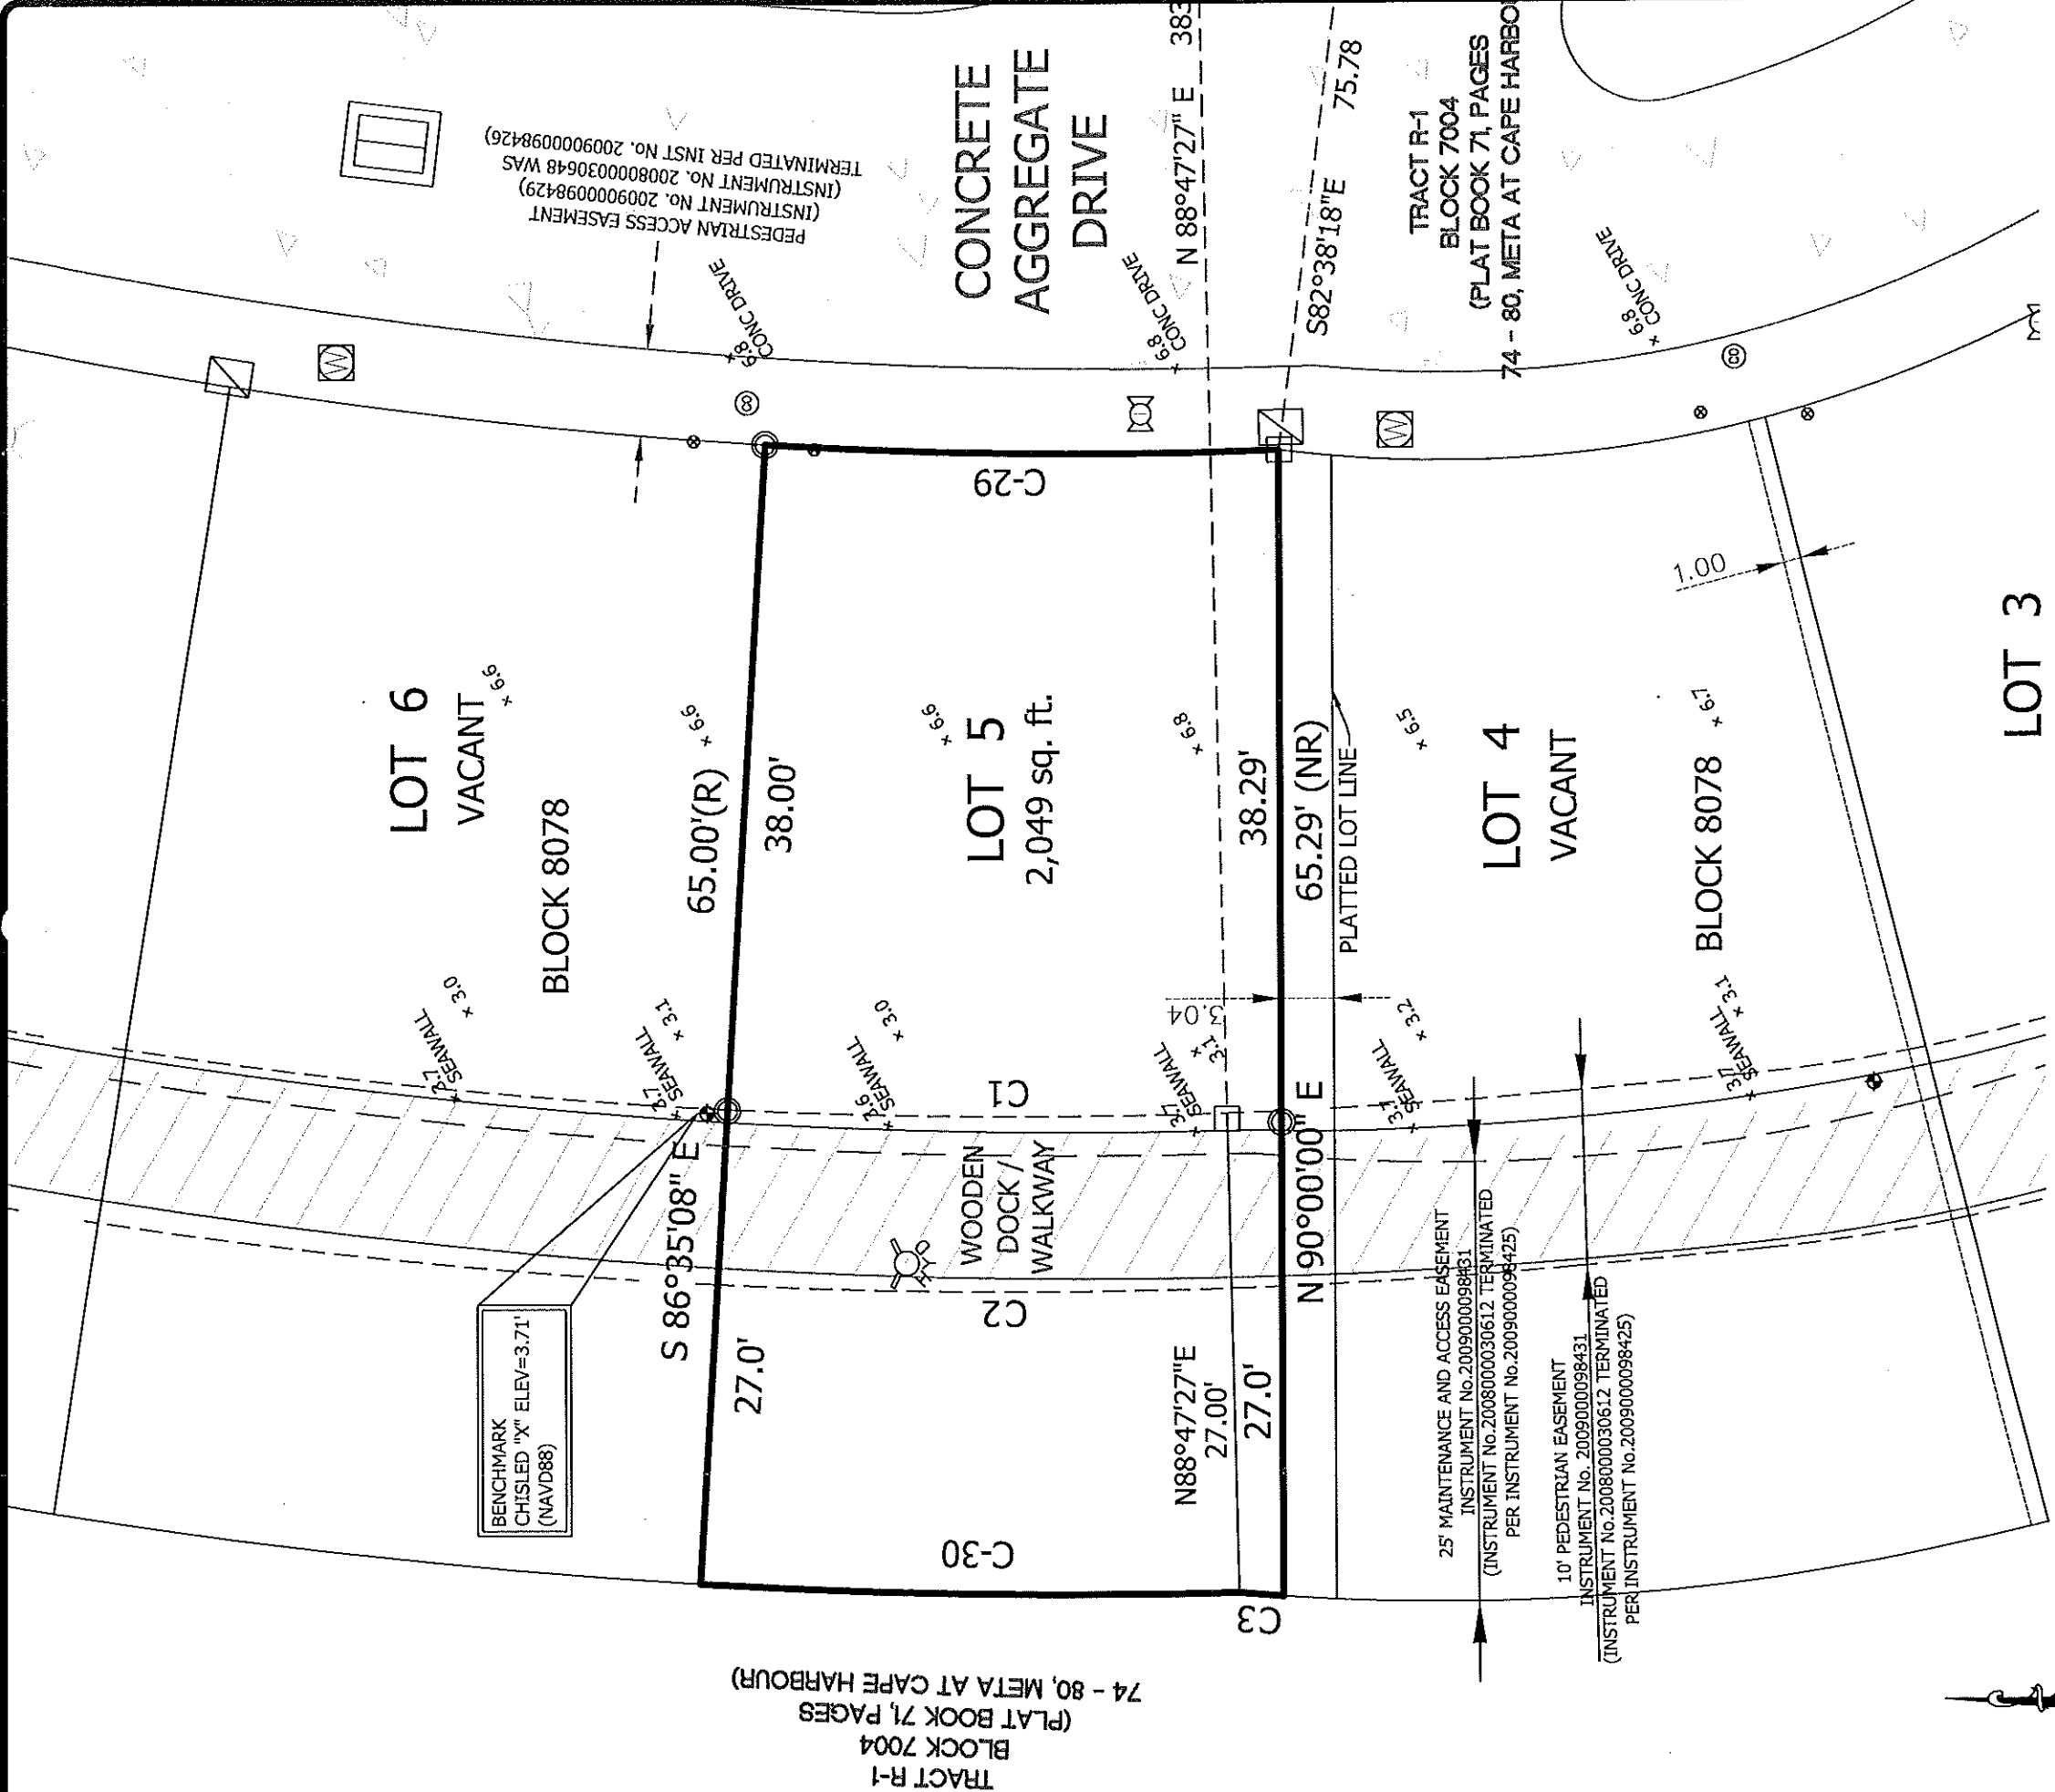 CONCRETE
AGGREGATE
DRIVE
N 88°47'27" E 383
S82°38'18"E 75.78
TRACT R-1
BLOCK 7004
(PLAT BOOK 71, PAGES
74 - 80, META AT CAPE HARBOU
PEDESTRIAN ACCESS EASEMENT
(INSTRUMENT No. 2009000098429)
(INSTRUMENT No. 2008000030648 WAS
TERMINATED PER INST No. 2009000098426)
6.8
CONC DRIVE
6.8
CONC DRIVE
6.8
CONC DRIVE
W
W
8
8
C-29
LOT 6
VACANT
6.6
BLOCK 8078
65.00'(R)
38.00'
6.6
6.6
LOT 5
2,049 sq. ft.
6.8
38.29'
65.29' (NR)
PLATTED LOT LINE
6.5
LOT 4
VACANT
BLOCK 8078
6.7
1.00
LOT 3
3.0
SEAWALL
3.1
3.7
SEAWALL
3.0
3.6
SEAWALL
3.04
3.1
3.7
SEAWALL
3.2
3.7
SEAWALL
3.1
3.7
SEAWALL
C1
WOODEN
DOCK /
WALKWAY
C2
S 86°35'08" E
27.0'
N 90°00'00" E
BENCHMARK
CHISLED "X" ELEV=3.71'
(NAVD88)
N88°47'27"E
27.00'
27.0'
C-30
C3
25' MAINTENANCE AND ACCESS EASEMENT
INSTRUMENT No.2009000098431
(INSTRUMENT No.2008000030612 TERMINATED
PER INSTRUMENT No.2009000098425)
10' PEDESTRIAN EASEMENT
INSTRUMENT No. 2009000098431
(INSTRUMENT No.2008000030612 TERMINATED
PER INSTRUMENT No.2009000098425)
TRACT R-1
BLOCK 7004
(PLAT BOOK 71, PAGES
74 - 80, META AT CAPE HARBOUR)